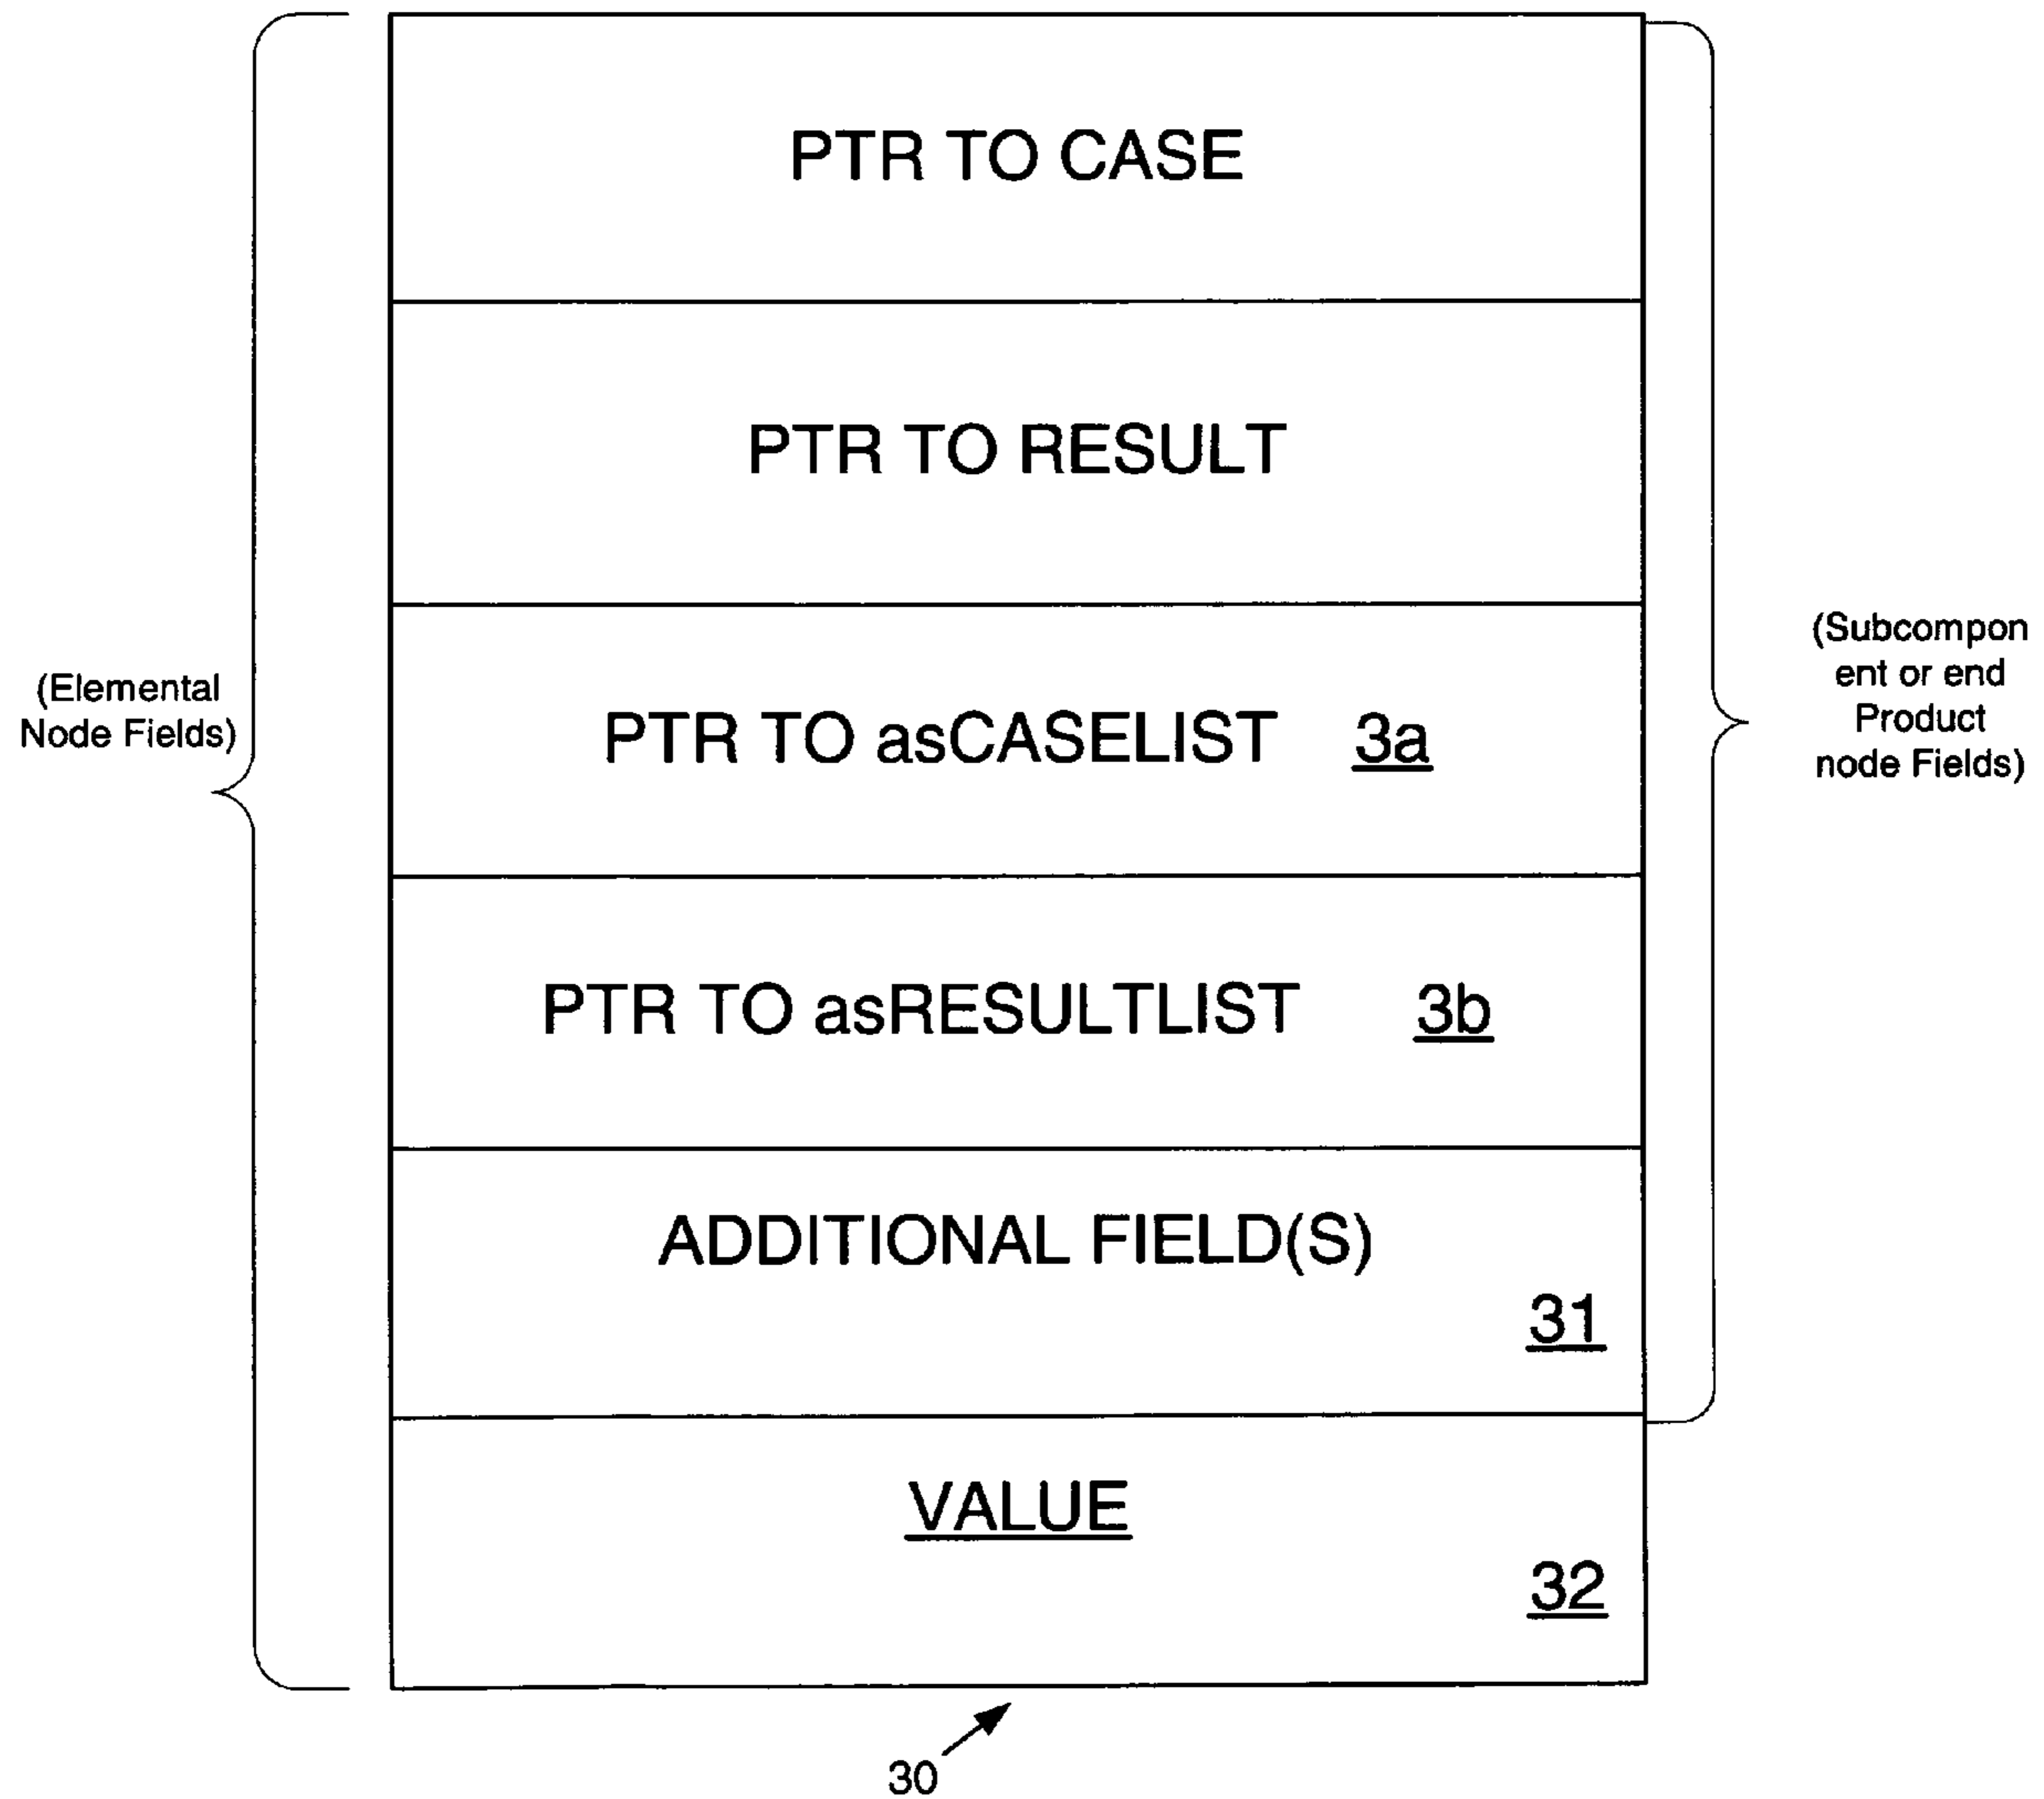 PTR TO CASE
PTR TO RESULT
(Elemental
Node Fields)
PTR TO asCASELIST 3a
(Subcompon
ent or end
Product
node Fields)
PTR TO asRESULTLIST 3b
ADDITIONAL FIELD(S)
31
VALUE
32
30